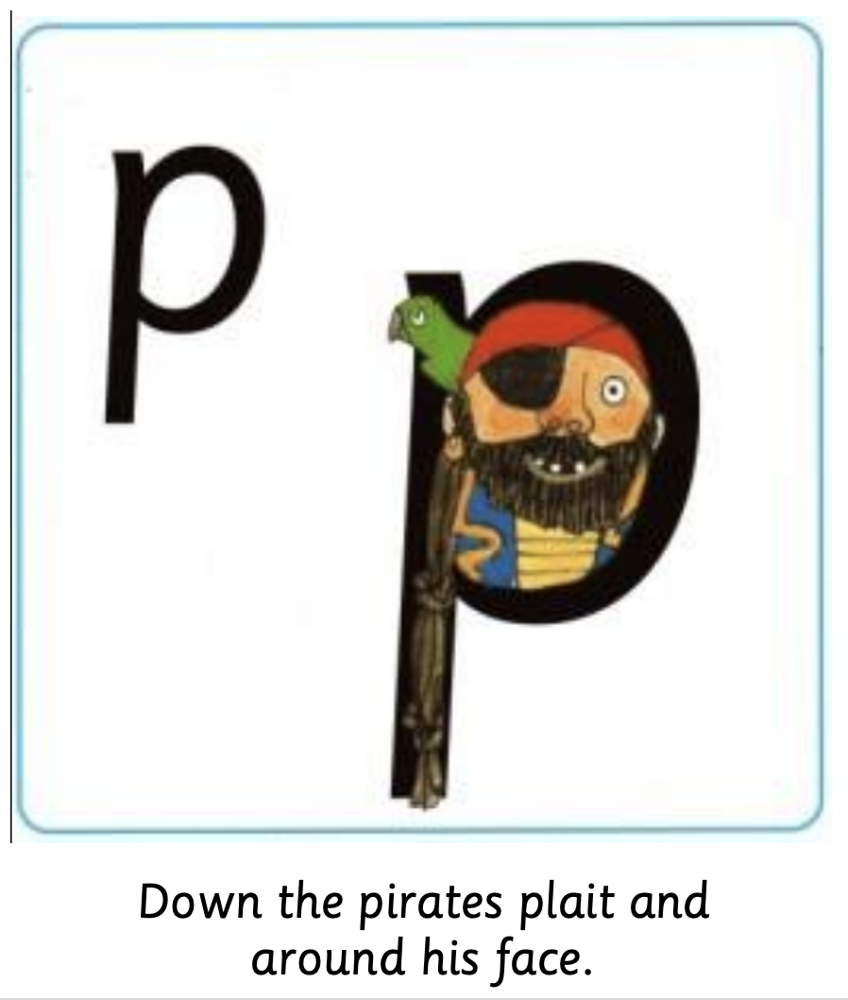 p
p
Down the pirates plait and
around his face.